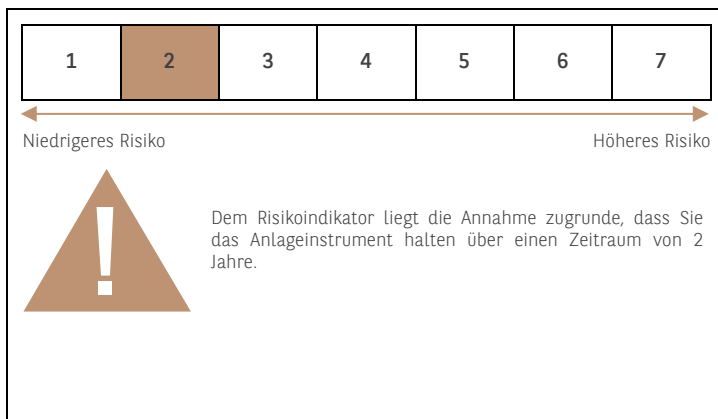 1 2 3 4 5 6 7
Niedrigeres Risiko Höheres Risiko
!
Dem Risikoindikator liegt die Annahme zugrunde, dass Sie
das Anlageinstrument halten über einen Zeitraum von 2
Jahre.